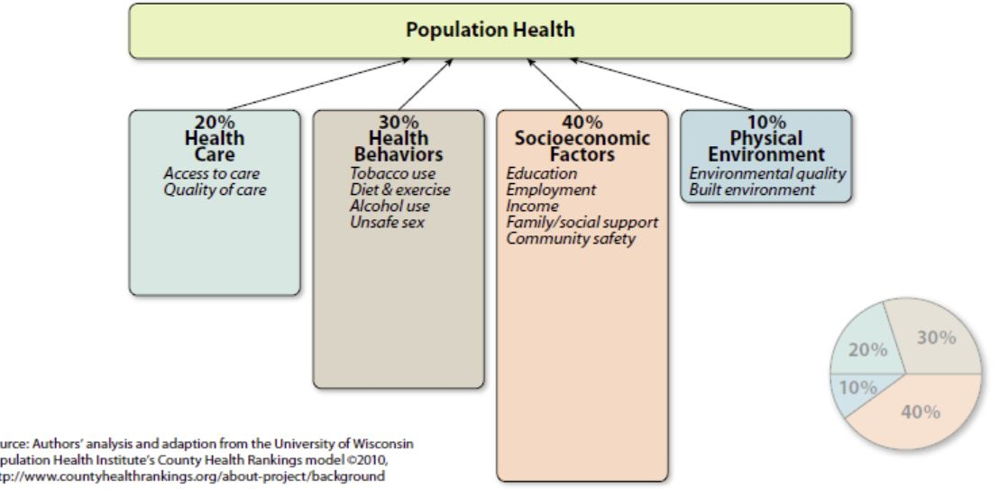 Population Health
20%
Health
Care
Access to care
Quality of care
30%
Health
Behaviors
Tobacco use
Diet & exercise
Alcohol use
Unsafe sex
40%
Socioeconomic
Factors
Education
Employment
Income
Family/social support
Community safety
10%
Physical
Environment
Environmental quality
Built environment
20%
30%
10%
40%
urce: Authors' analysis and adaption from the University of Wisconsin
pulation Health Institute's County Health Rankings model ©2010,
tp://www.countyhealthrankings.org/about-project/background